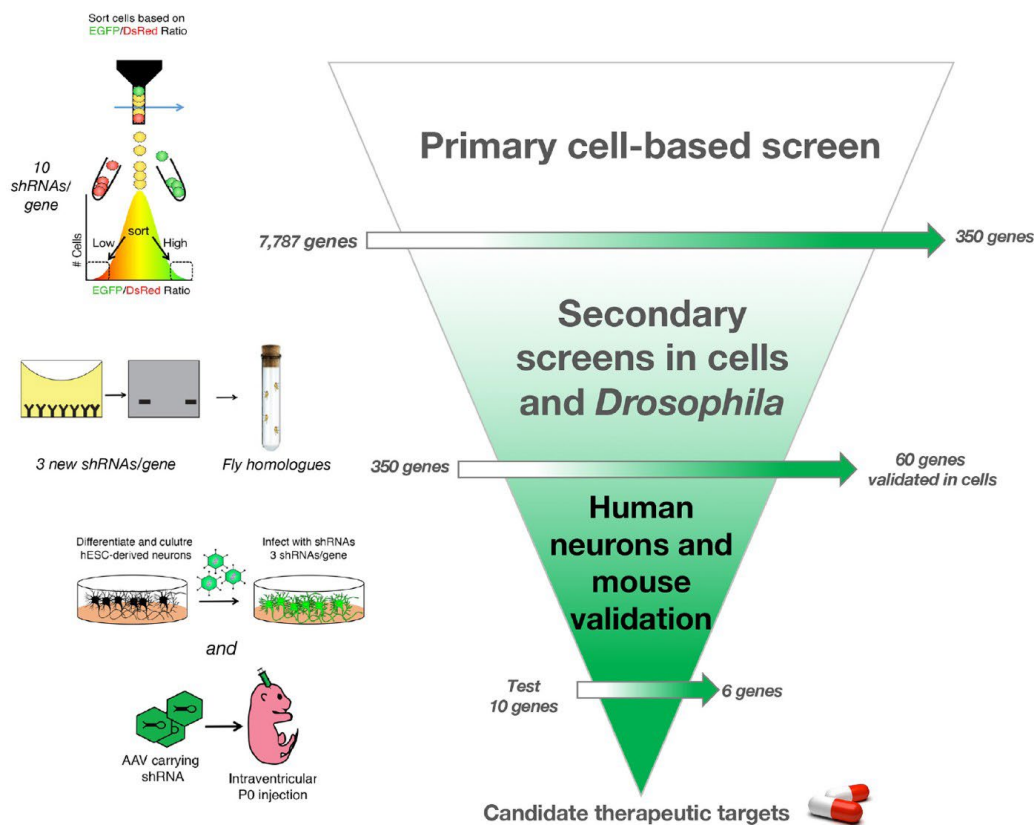 Sort cells based on
EGFP/DsRed Ratio
10
shRNAs/
gene
# Cells
Low
sort
High
EGFP/DsRed Ratio
Primary cell-based screen
7,787 genes
350 genes
Secondary
screens in cells
and Drosophila
3 new shRNAs/gene
Fly homologues
350 genes
60 genes
validated in cells
Human
neurons and
mouse
validation
Differentiate and culutre
hESC-derived neurons
Infect with shRNAs
3 shRNAs/gene
and
AAV carrying
shRNA
Intraventricular
P0 injection
Test
10 genes
6 genes
Candidate therapeutic targets